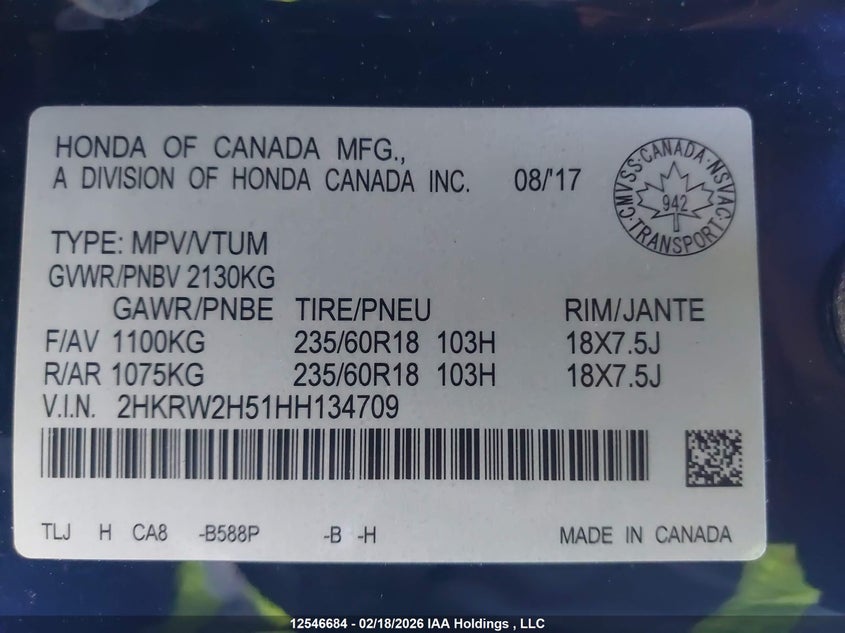 HONDA OF CANADA MFG.,
A DIVISION OF HONDA CANADA INC. 08/'17
CMVSS·CANADA·NSVAC·TRANSPORT·
942
TYPE: MPV/VTUM
GVWR/PNBV 2130KG
GAWR/PNBE TIRE/PNEU RIM/JANTE
F/AV 1100KG 235/60R18 103H 18X7.5J
R/AR 1075KG 235/60R18 103H 18X7.5J
V.I.N. 2HKRW2H51HH134709
TLJ H CA8 -B588P -B -H MADE IN CANADA
12546684 - 02/18/2026 IAA Holdings , LLC